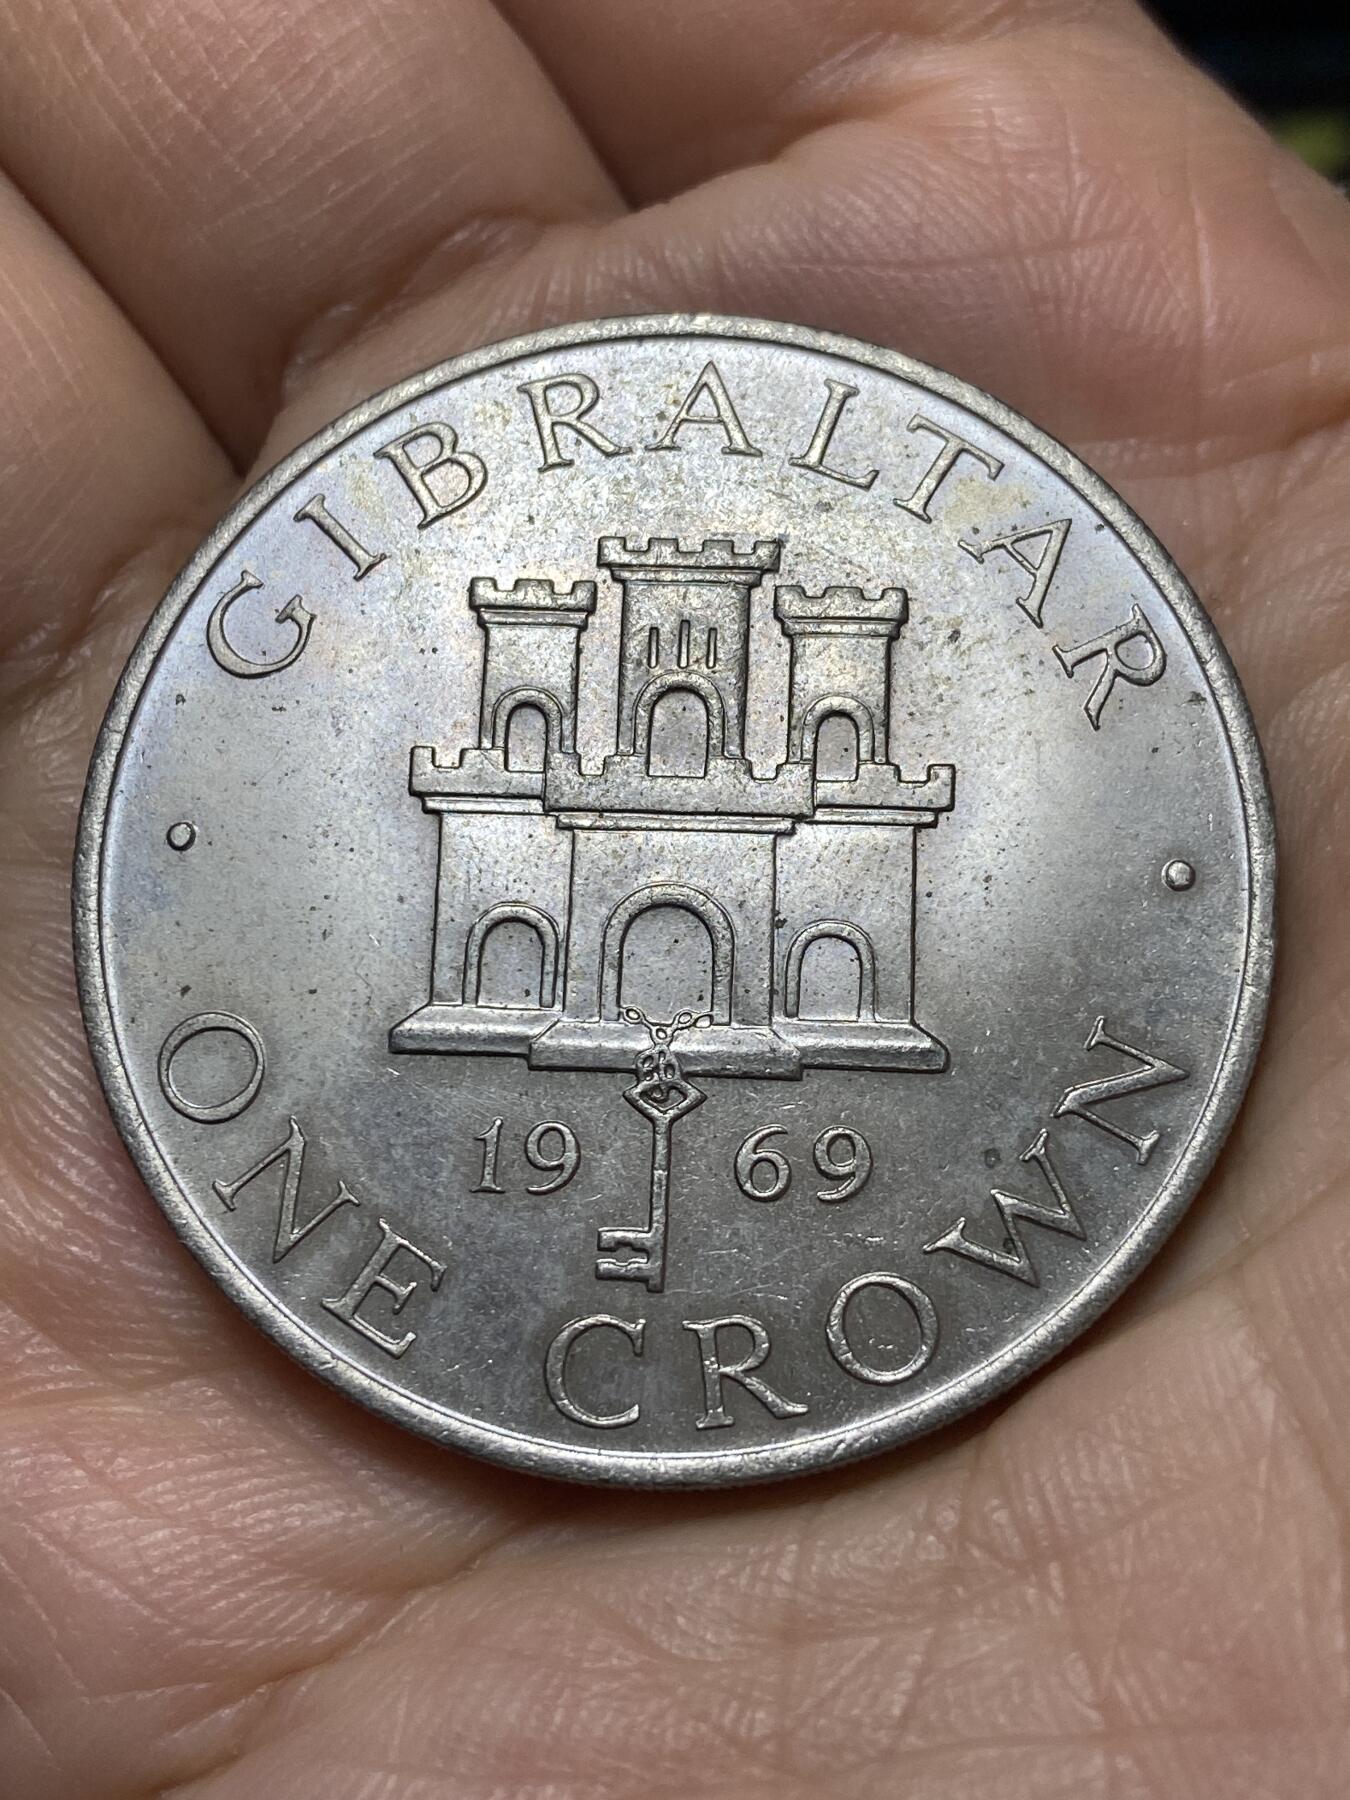 GIBRALTAR
19 69
· ONE CROWN ·